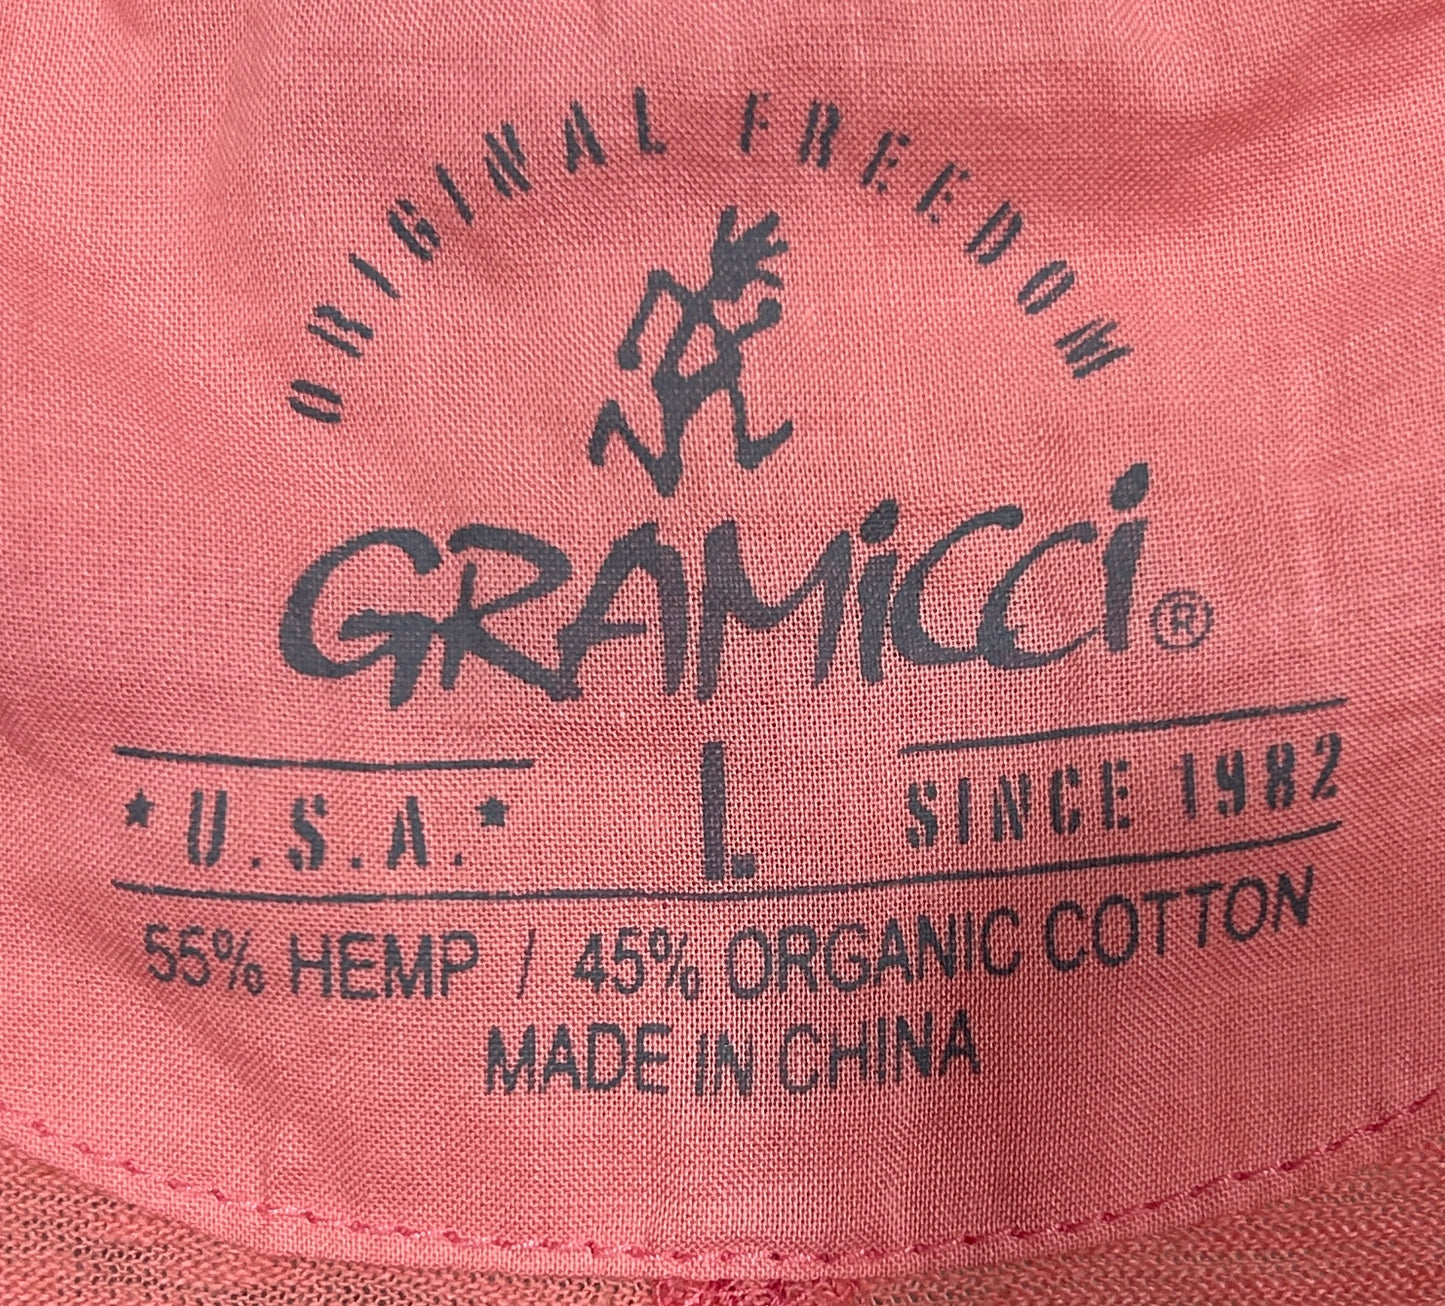 ORIGINAL FREEDOM
GRAMiCCi®
★ U.S.A. ★ L SINCE 1982
55% HEMP / 45% ORGANIC COTTON
MADE IN CHINA